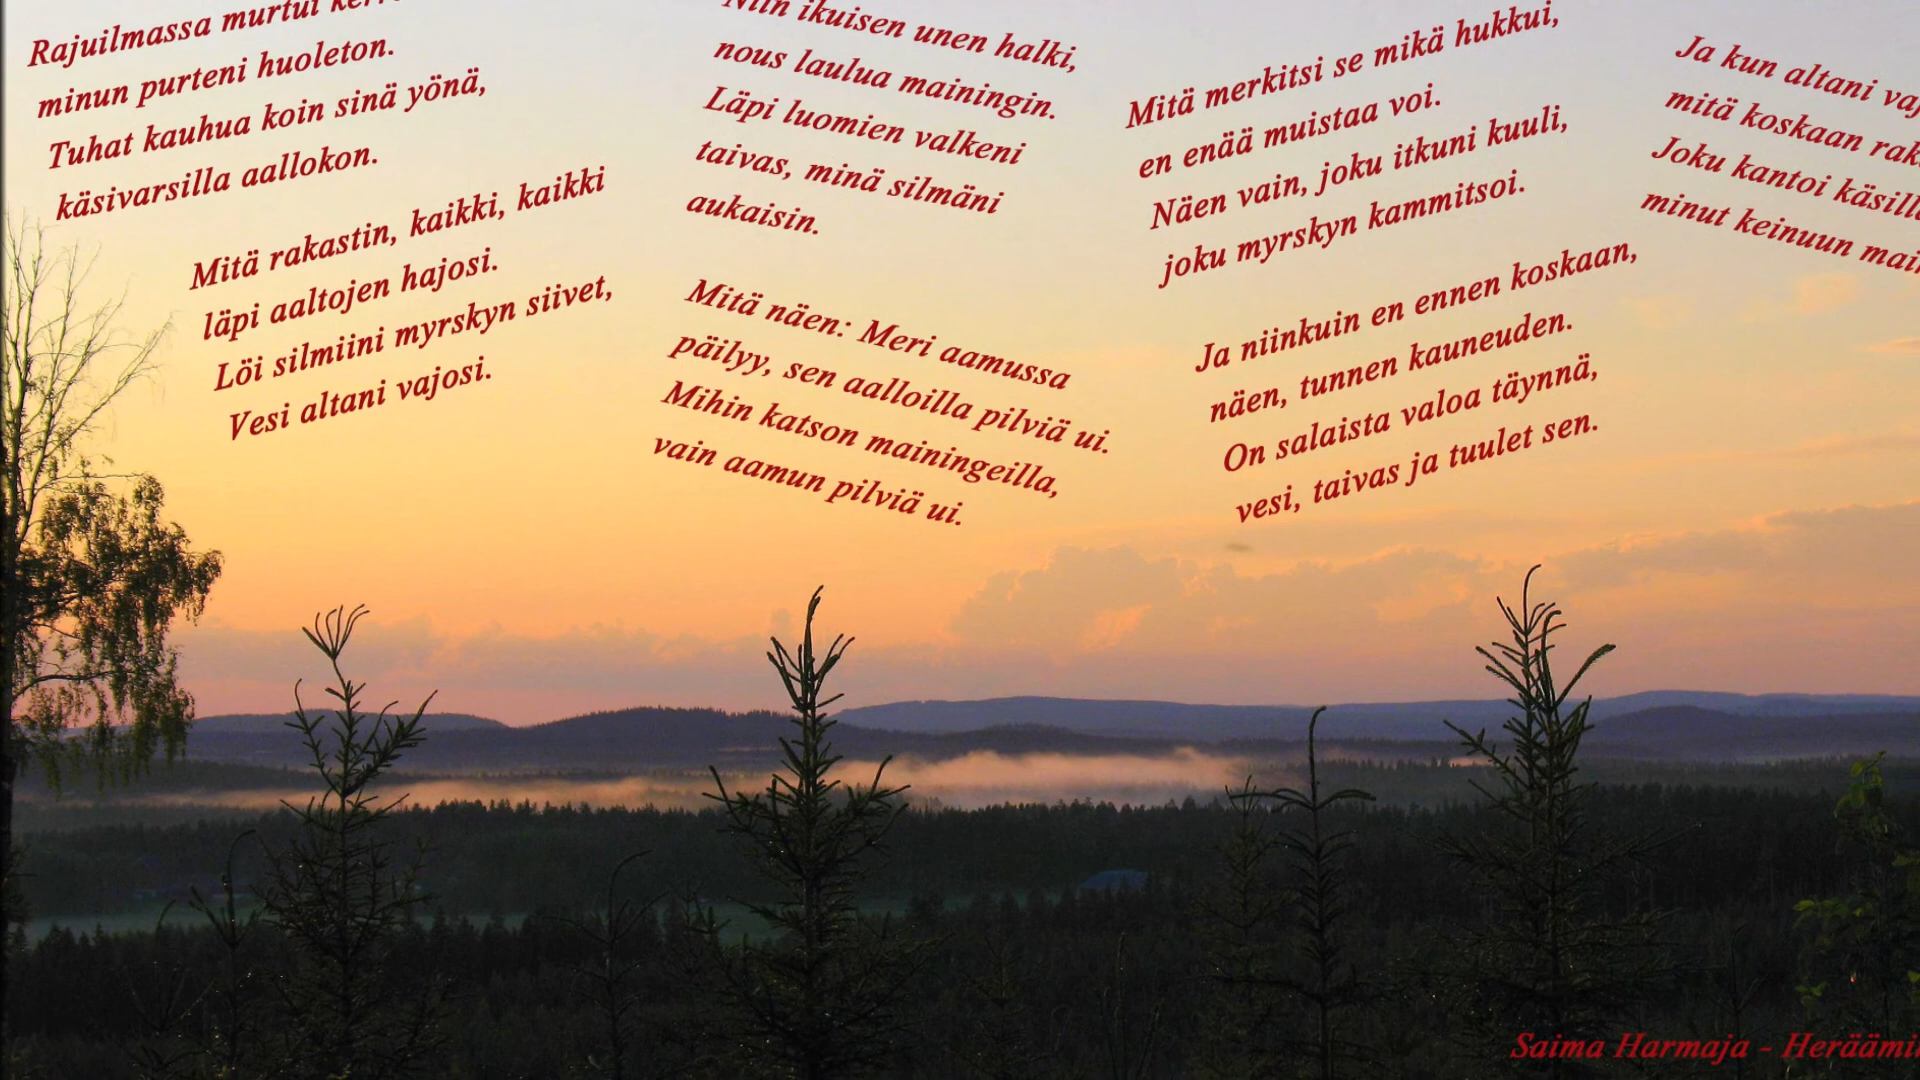 Rajuilmassa murtui
minun purteni huoleton.
Tuhat kauhua koin sinä yönä,
käsivarsilla aallokon.
Mitä rakastin, kaikki, kaikki
läpi aaltojen hajosi.
Löi silmiini myrskyn siivet,
Vesi altani vajosi.
Niin ikuisen unen halki,
nous laulua mainingin.
Läpi luomien valkeni
taivas, minä silmäni
aukaisin.
Mitä näen: Meri aamussa
päilyy, sen aalloilla pilviä ui.
Mihin katson mainingeilla,
vain aamun pilviä ui.
Mitä merkitsi se mikä hukkui,
en enää muistaa voi.
Näen vain, joku itkuni kuuli,
joku myrskyn kammitsoi.
Ja niinkuin en ennen koskaan,
näen, tunnen kauneuden.
On salaista valoa täynnä,
vesi, taivas ja tuulet sen.
Ja kun altani
mitä koskaan
Joku kantoi
minut keinuun
Saima Harmaja -